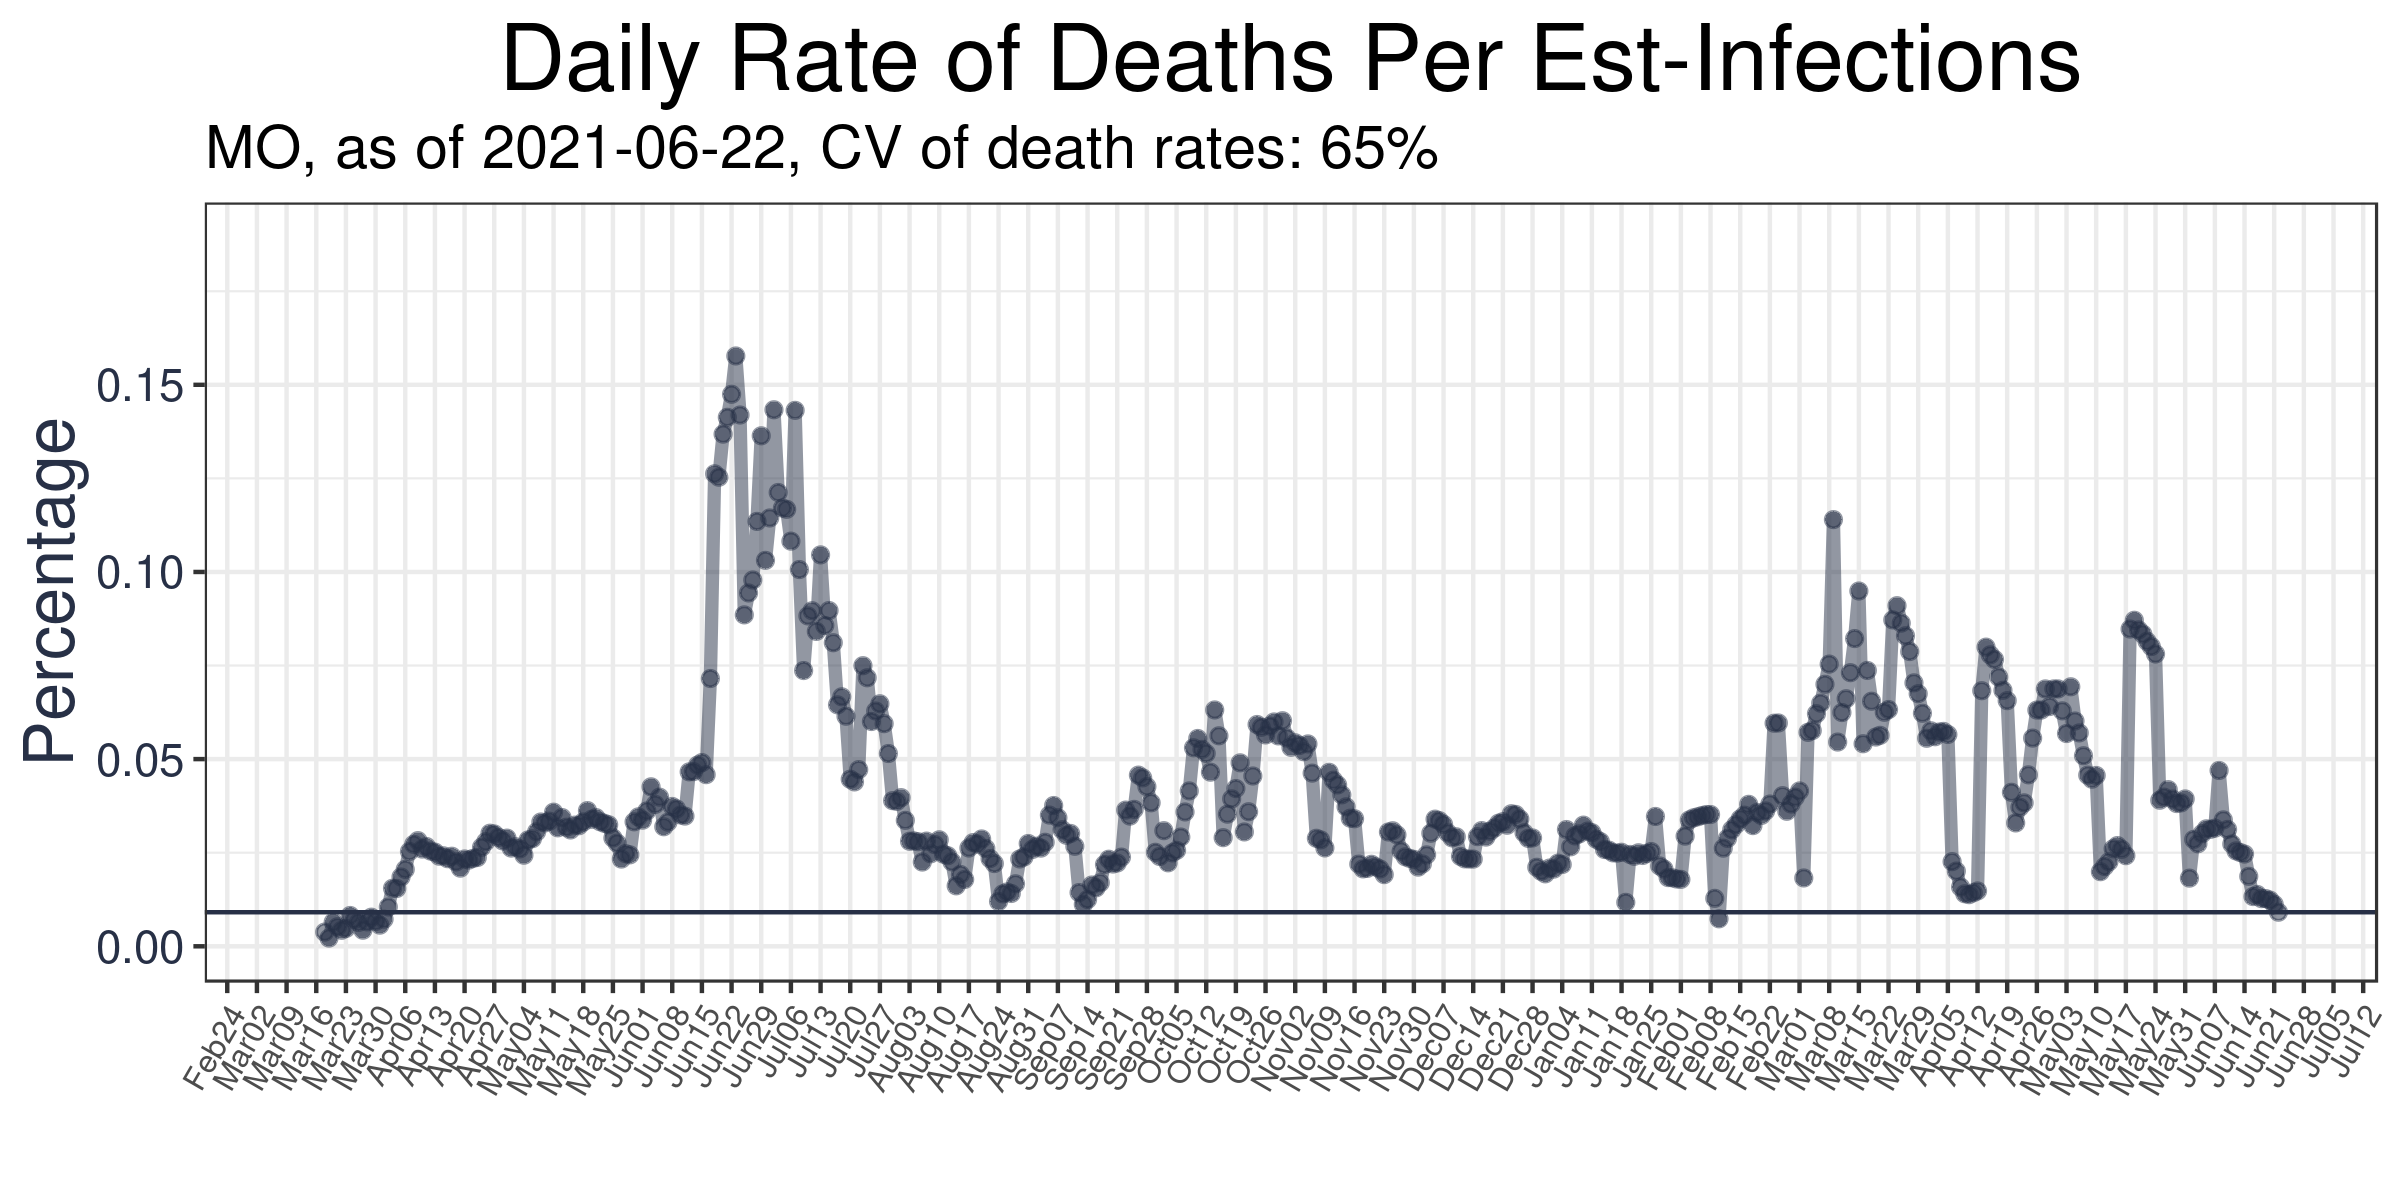 Daily Rate of Deaths Per Est-Infections
MO, as of 2021-06-22, CV of death rates: 65%
Percentage
0.15
0.10
0.05
0.00
Feb24
Mar02
Mar09
Mar16
Mar23
Mar30
Apr06
Apr13
Apr20
Apr27
May04
May11
May18
May25
Jun01
Jun08
Jun15
Jun22
Jun29
Jul06
Jul13
Jul20
Jul27
Aug03
Aug10
Aug17
Aug24
Aug31
Sep07
Sep14
Sep21
Sep28
Oct05
Oct12
Oct19
Oct26
Nov02
Nov09
Nov16
Nov23
Nov30
Dec07
Dec14
Dec21
Dec28
Jan04
Jan11
Jan18
Jan25
Feb01
Feb08
Feb15
Feb22
Mar01
Mar08
Mar15
Mar22
Mar29
Apr05
Apr12
Apr19
Apr26
May03
May10
May17
May24
May31
Jun07
Jun14
Jun21
Jun28
Jul05
Jul12